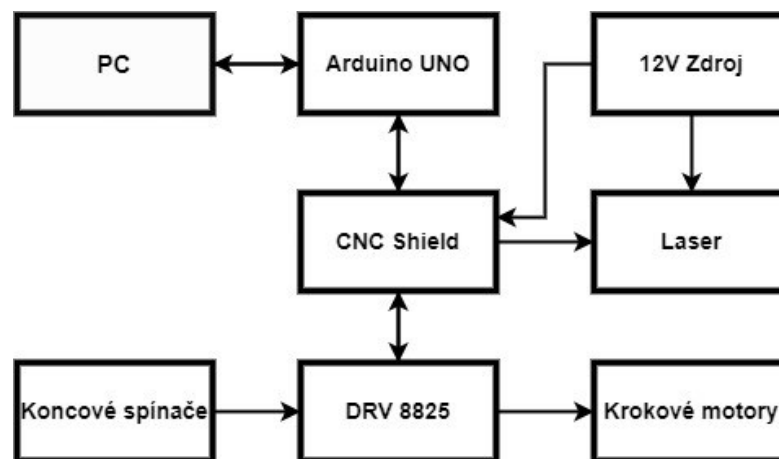 PC
Arduino UNO
12V Zdroj
CNC Shield
Laser
Koncové spínače
DRV 8825
Krokové motory